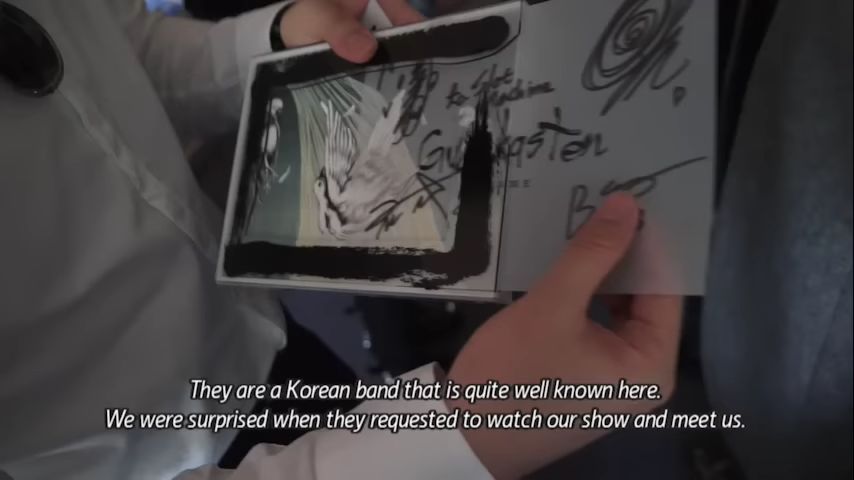 to Slot
Machine
Guckkasten
They are a Korean band that is quite well known here.
We were surprised when they requested to watch our show and meet us.